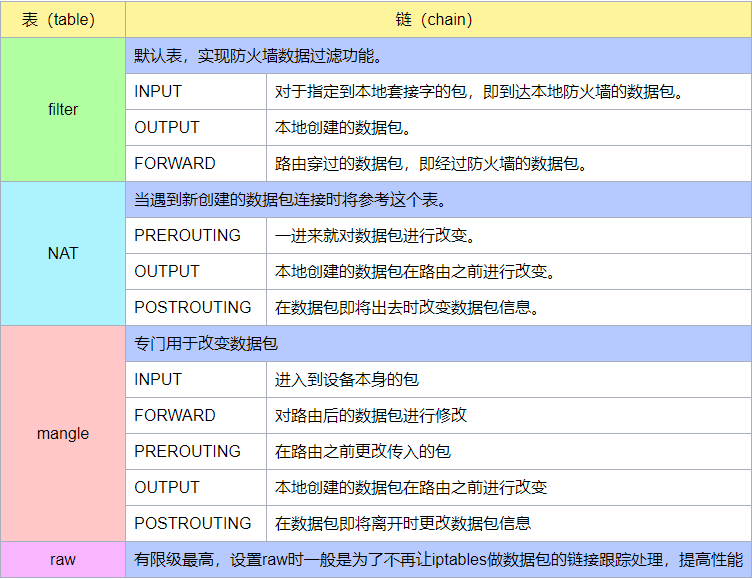 表（table） 链（chain）
filter
默认表，实现防火墙数据过滤功能。
INPUT 对于指定到本地套接字的包，即到达本地防火墙的数据包。
OUTPUT 本地创建的数据包。
FORWARD 路由穿过的数据包，即经过防火墙的数据包。
NAT
当遇到新创建的数据包连接时将参考这个表。
PREROUTING 一进来就对数据包进行改变。
OUTPUT 本地创建的数据包在路由之前进行改变。
POSTROUTING 在数据包即将出去时改变数据包信息。
mangle
专门用于改变数据包
INPUT 进入到设备本身的包
FORWARD 对路由后的数据包进行修改
PREROUTING 在路由之前更改传入的包
OUTPUT 本地创建的数据包在路由之前进行改变
POSTROUTING 在数据包即将离开时更改数据包信息
raw 有限级最高，设置raw时一般是为了不再让iptables做数据包的链接跟踪处理，提高性能